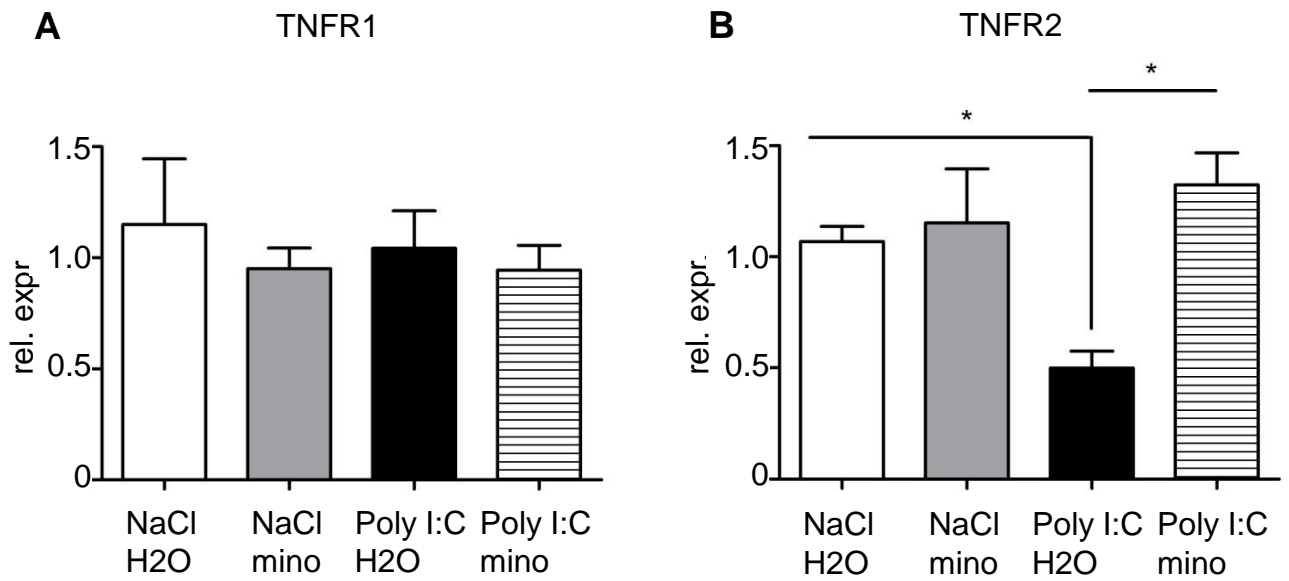 A
TNFR1
1.5
1.0
0.5
0
rel. expr
NaCl
H2O
NaCl
mino
Poly I:C
H2O
Poly I:C
mino
B
TNFR2
*
*
1.5
1.0
0.5
0
rel. expr.
NaCl
H2O
NaCl
mino
Poly I:C
H2O
Poly I:C
mino